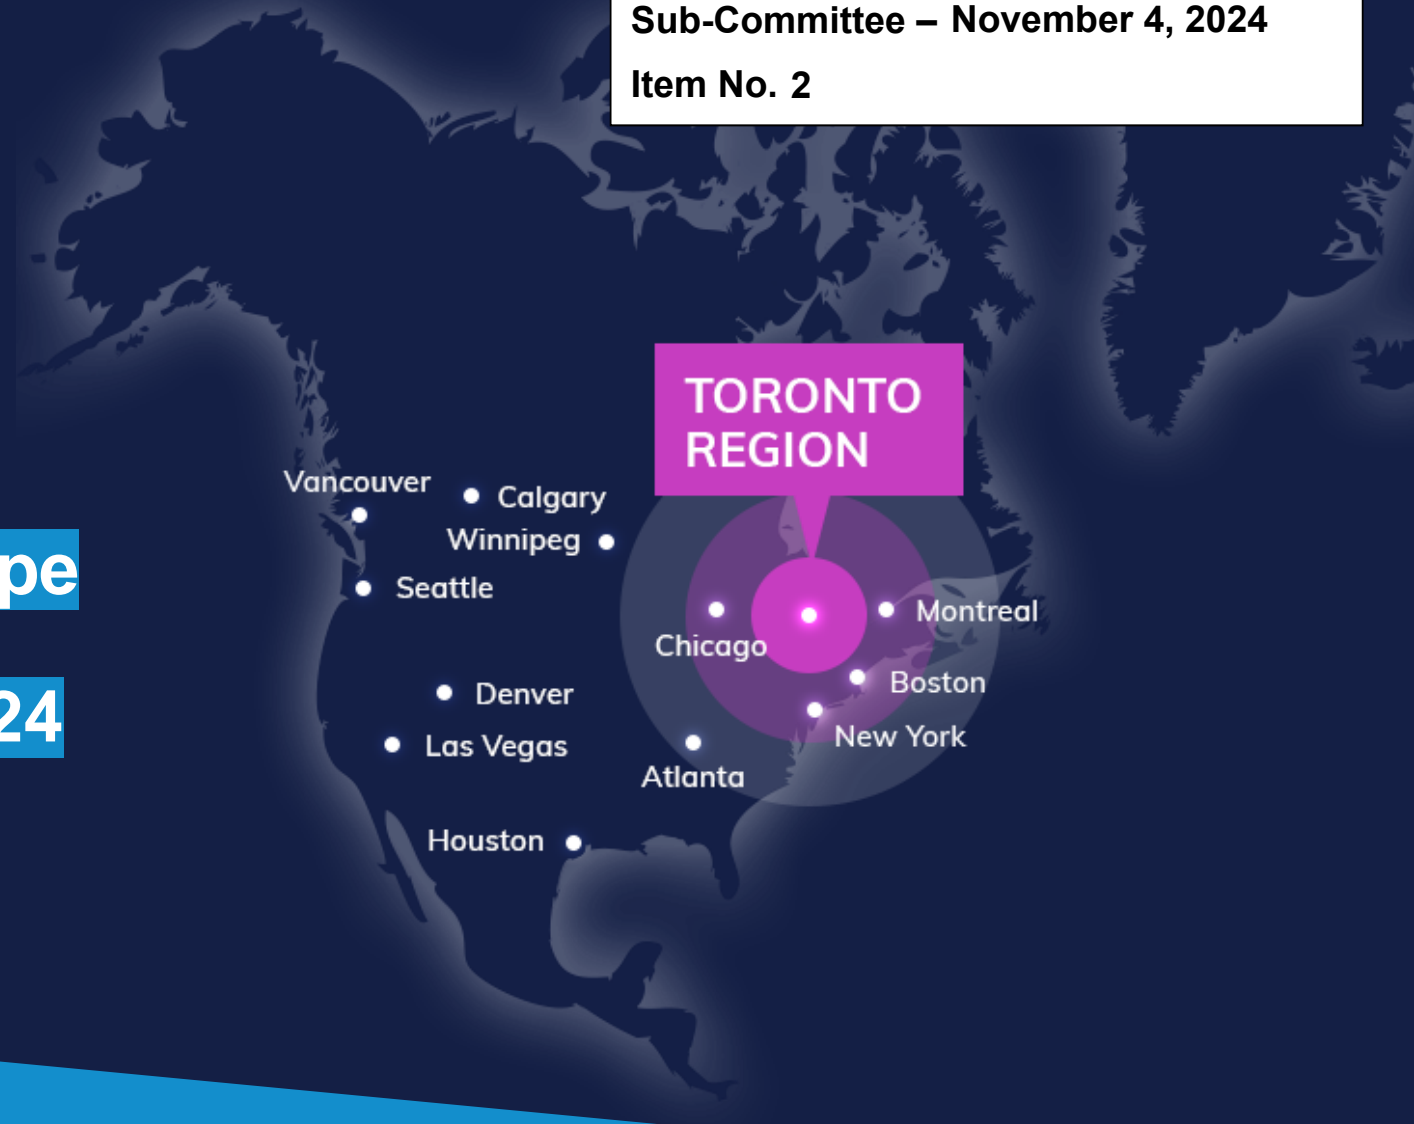 Sub-Committee – November 4, 2024
Item No. 2
TORONTO
REGION
Vancouver
Calgary
Winnipeg
pe
Seattle
Montreal
Chicago
Boston
24
Denver
New York
Las Vegas
Atlanta
Houston